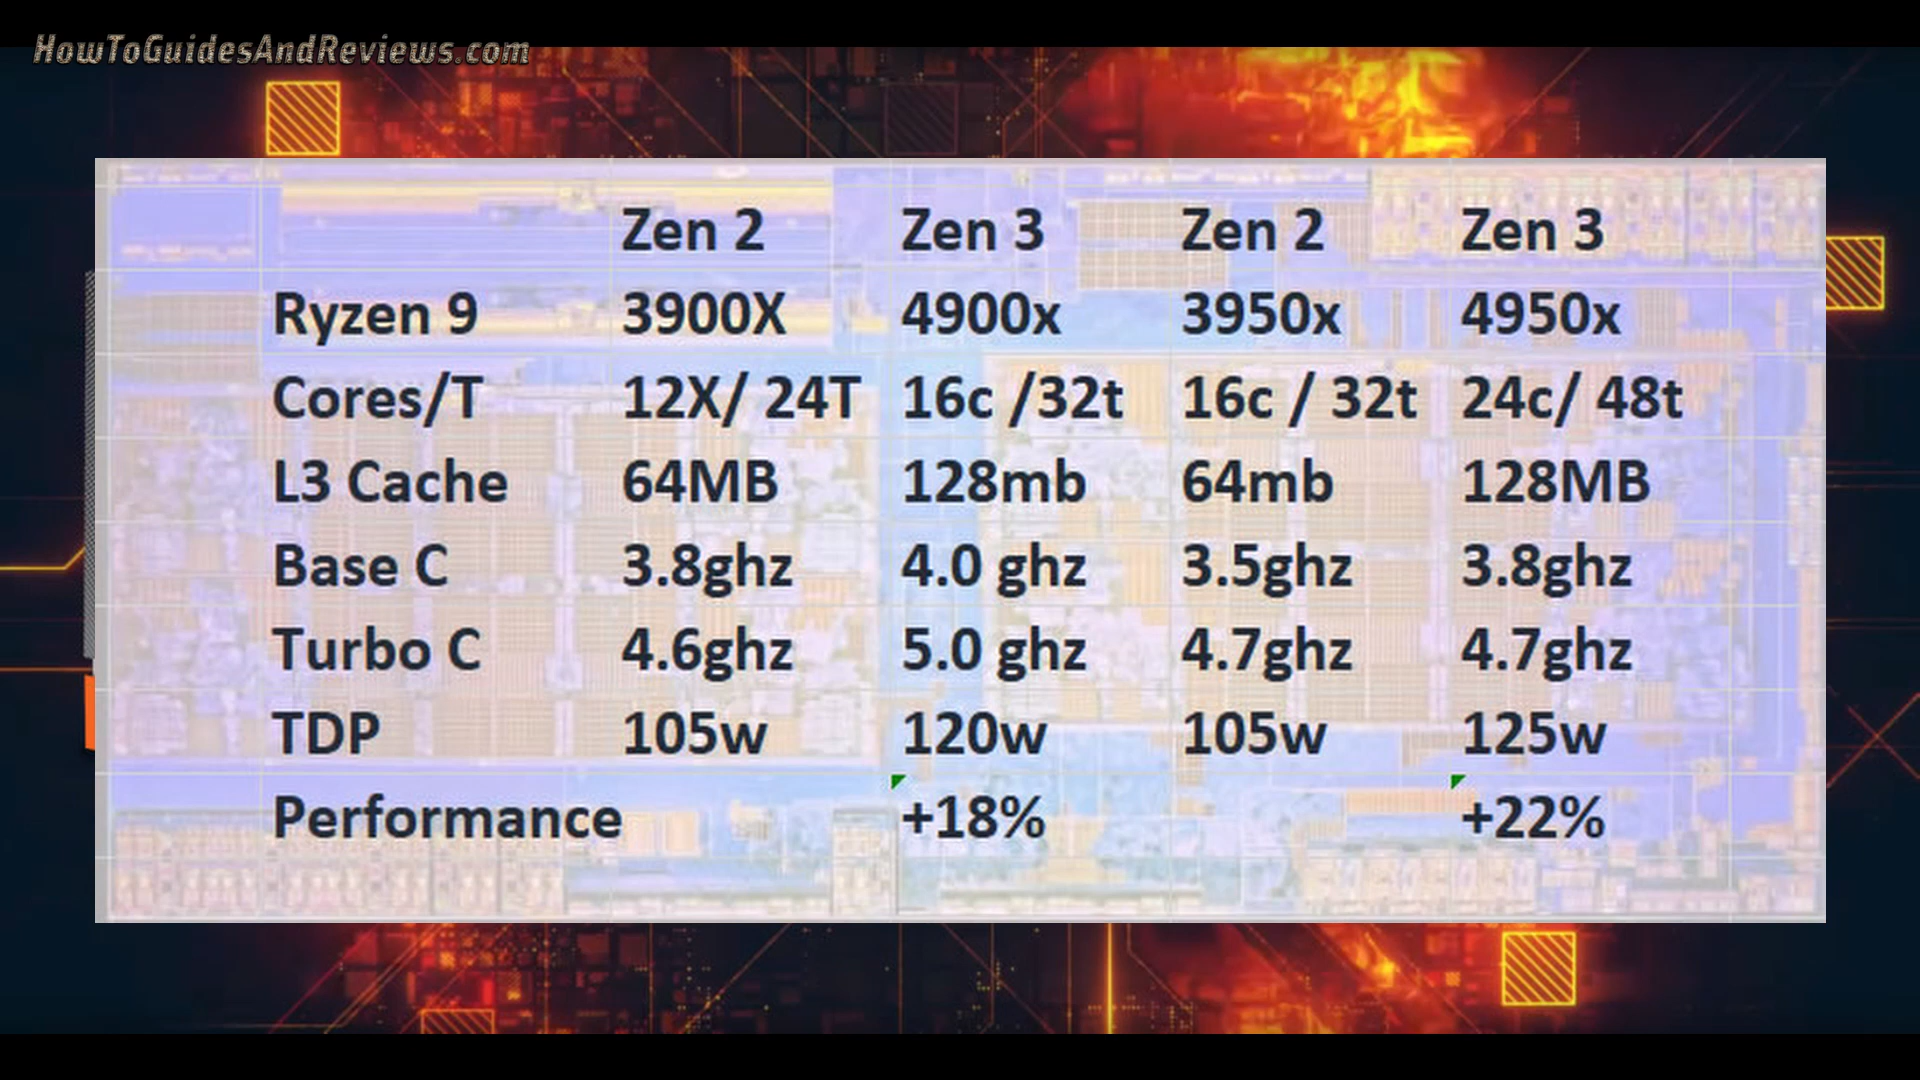 HowToGuidesAndReviews.com
Zen 2 Zen 3 Zen 2 Zen 3
Ryzen 9 3900X 4900x 3950x 4950x
Cores/T 12X/ 24T 16c /32t 16c / 32t 24c/ 48t
L3 Cache 64MB 128mb 64mb 128MB
Base C 3.8ghz 4.0 ghz 3.5ghz 3.8ghz
Turbo C 4.6ghz 5.0 ghz 4.7ghz 4.7ghz
TDP 105w 120w 105w 125w
Performance +18% +22%